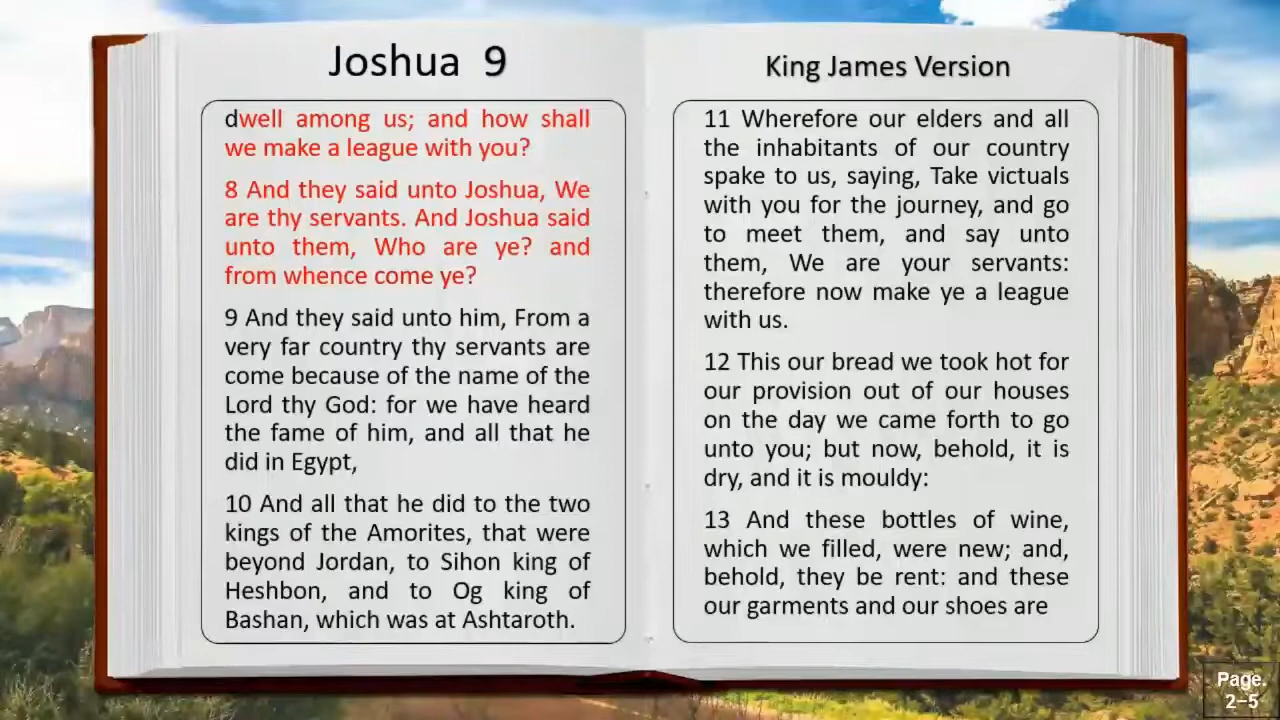 Joshua 9
dwell among us; and how shall
we make a league with you?
8 And they said unto Joshua, We
are thy servants. And Joshua said
unto them, Who are ye? and
from whence come ye?
9 And they said unto him, From a
very far country thy servants are
come because of the name of the
Lord thy God: for we have heard
the fame of him, and all that he
did in Egypt,
10 And all that he did to the two
kings of the Amorites, that were
beyond Jordan, to Sihon king of
Heshbon, and to Og king of
Bashan, which was at Ashtaroth.
King James Version
11 Wherefore our elders and all
the inhabitants of our country
spake to us, saying, Take victuals
with you for the journey, and go
to meet them, and say unto
them, We are your servants:
therefore now make ye a league
with us.
12 This our bread we took hot for
our provision out of our houses
on the day we came forth to go
unto you; but now, behold, it is
dry, and it is mouldy:
13 And these bottles of wine,
which we filled, were new; and,
behold, they be rent: and these
our garments and our shoes are
Page.
2-5